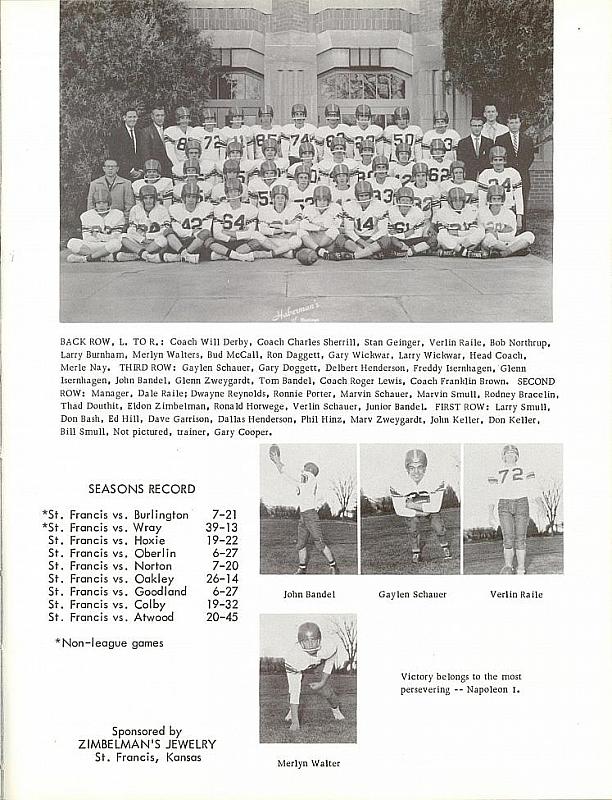 Haberman's
BACK ROW, L. TO R.: Coach Will Derby, Coach Charles Sherrill, Stan Geinger, Verlin Raile, Bob Northrup,
Larry Burnham, Merlyn Walters, Bud McCall, Ron Daggett, Gary Wickwar, Larry Wickwar, Head Coach,
Merle Nay. THIRD ROW: Gaylen Schauer, Gary Doggett, Delbert Henderson, Freddy Isernhagen, Glenn
Isernhagen, John Bandel, Glenn Zweygardt, Tom Bandel, Coach Roger Lewis, Coach Franklin Brown. SECOND
ROW: Manager, Dale Raile; Dwayne Reynolds, Ronnie Porter, Marvin Schauer, Marvin Smull, Rodney Bracelin,
Thad Douthit, Eldon Zimbelman, Ronald Horwege, Verlin Schauer, Junior Bandel. FIRST ROW: Larry Smull,
Don Bash, Ed Hill, Dave Garrison, Dallas Henderson, Phil Hinz, Marv Zweygardt, John Keller, Don Keller,
Bill Smull, Not pictured, trainer, Gary Cooper.
SEASONS RECORD
*St. Francis vs. Burlington 7-21
*St. Francis vs. Wray 39-13
St. Francis vs. Hoxie 19-22
St. Francis vs. Oberlin 6-27
St. Francis vs. Norton 7-20
St. Francis vs. Oakley 26-14
St. Francis vs. Goodland 6-27
St. Francis vs. Colby 19-32
St. Francis vs. Atwood 20-45
*Non-league games
72
John Bandel
Gaylen Schauer
Verlin Raile
Victory belongs to the most
persevering -- Napoleon I.
Sponsored by
ZIMBELMAN'S JEWELRY
St. Francis, Kansas
Merlyn Walter